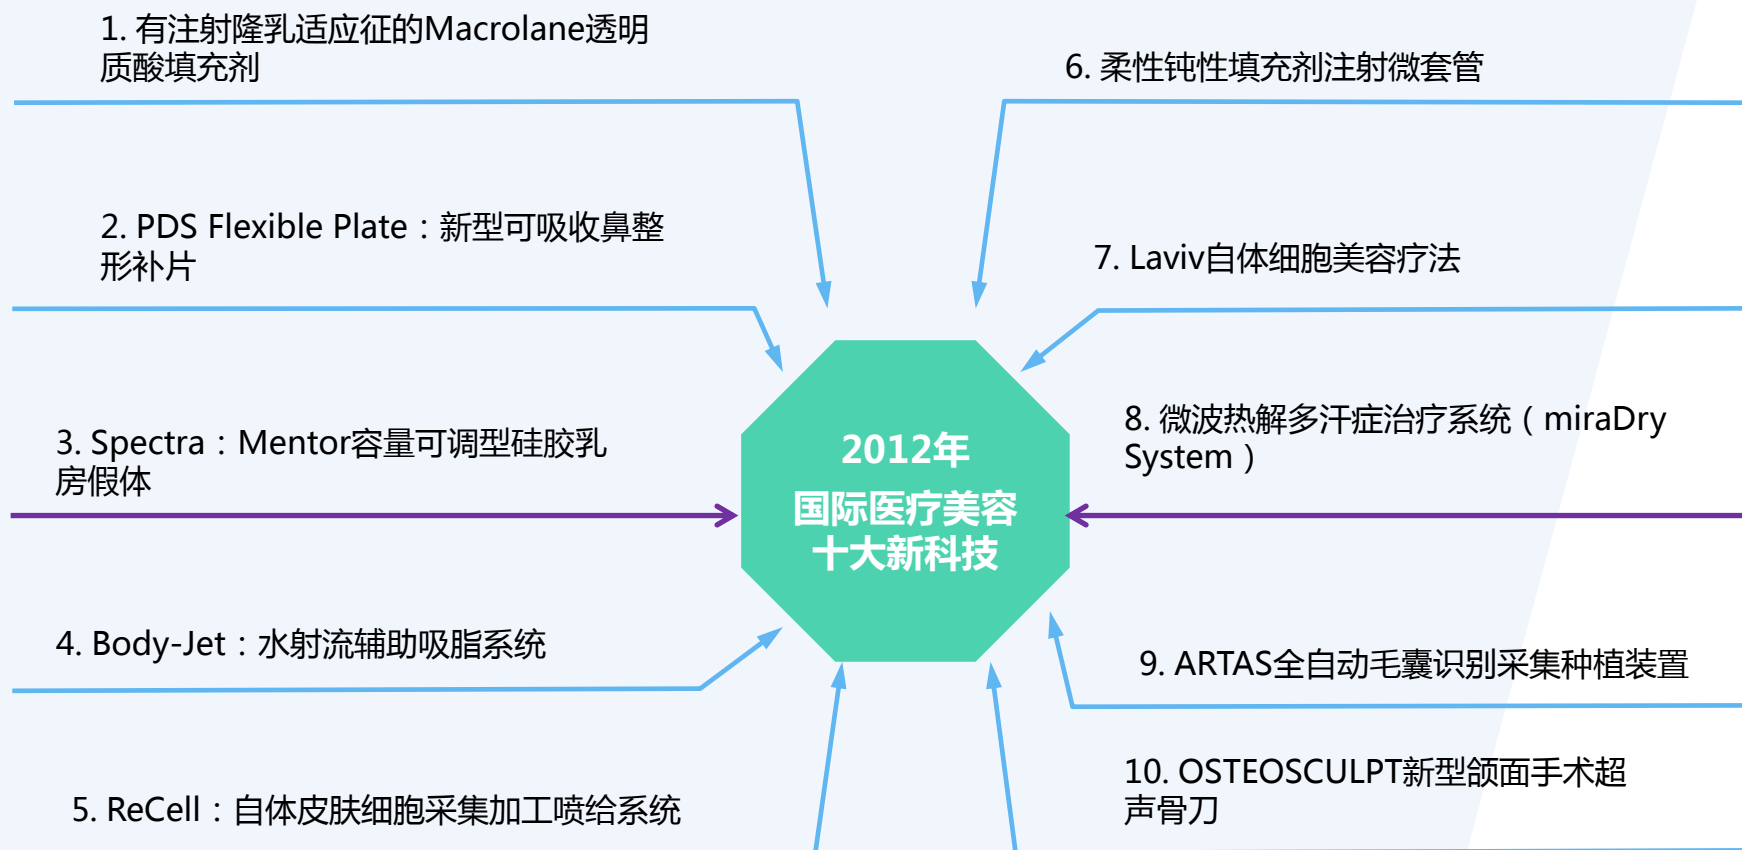 1. 有注射隆乳适应征的Macrolane透明
质酸填充剂
2. PDS Flexible Plate：新型可吸收鼻整
形补片
3. Spectra：Mentor容量可调型硅胶乳
房假体
4. Body-Jet：水射流辅助吸脂系统
5. ReCell：自体皮肤细胞采集加工喷给系统
2012年
国际医疗美容
十大新科技
6. 柔性钝性填充剂注射微套管
7. Laviv自体细胞美容疗法
8. 微波热解多汗症治疗系统（miraDry
System）
9. ARTAS全自动毛囊识别采集种植装置
10. OSTEOSCULPT新型颌面手术超
声骨刀